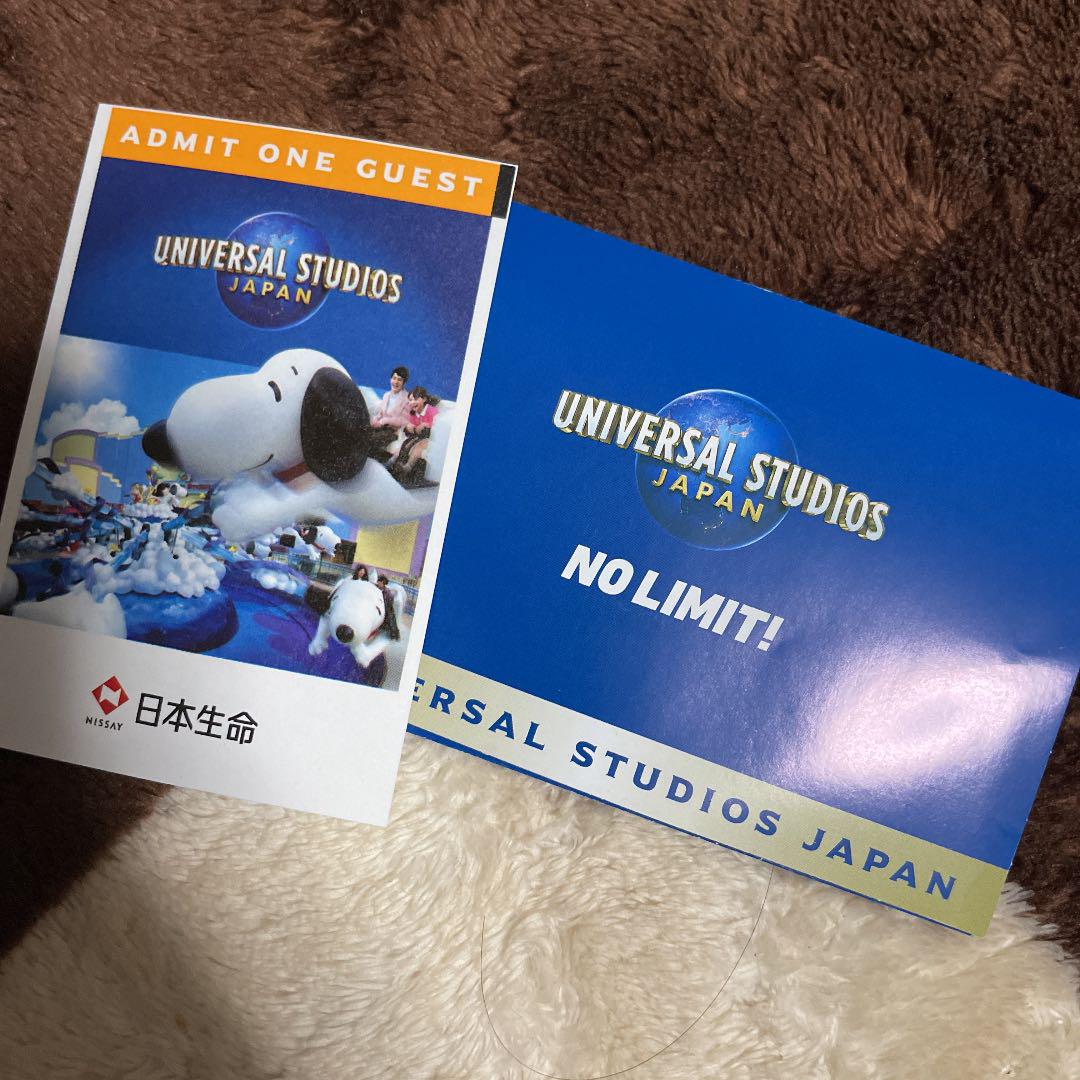 ADMIT ONE GUEST
UNIVERSAL STUDIOS
JAPAN
NISSAY
日本生命
UNIVERSAL STUDIOS
JAPAN
NO LIMIT!
ERSAL STUDIOS JAPAN